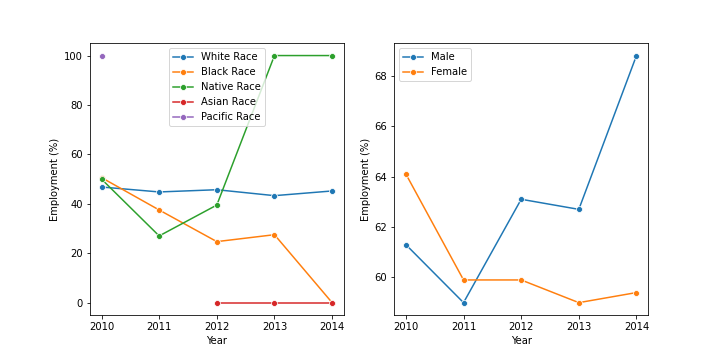 White Race
Black Race
Native Race
Asian Race
Pacific Race
Employment (%)
100
80
60
40
20
0
2010 2011 2012 2013 2014
Year
Male
Female
Employment (%)
68
66
64
62
60
2010 2011 2012 2013 2014
Year